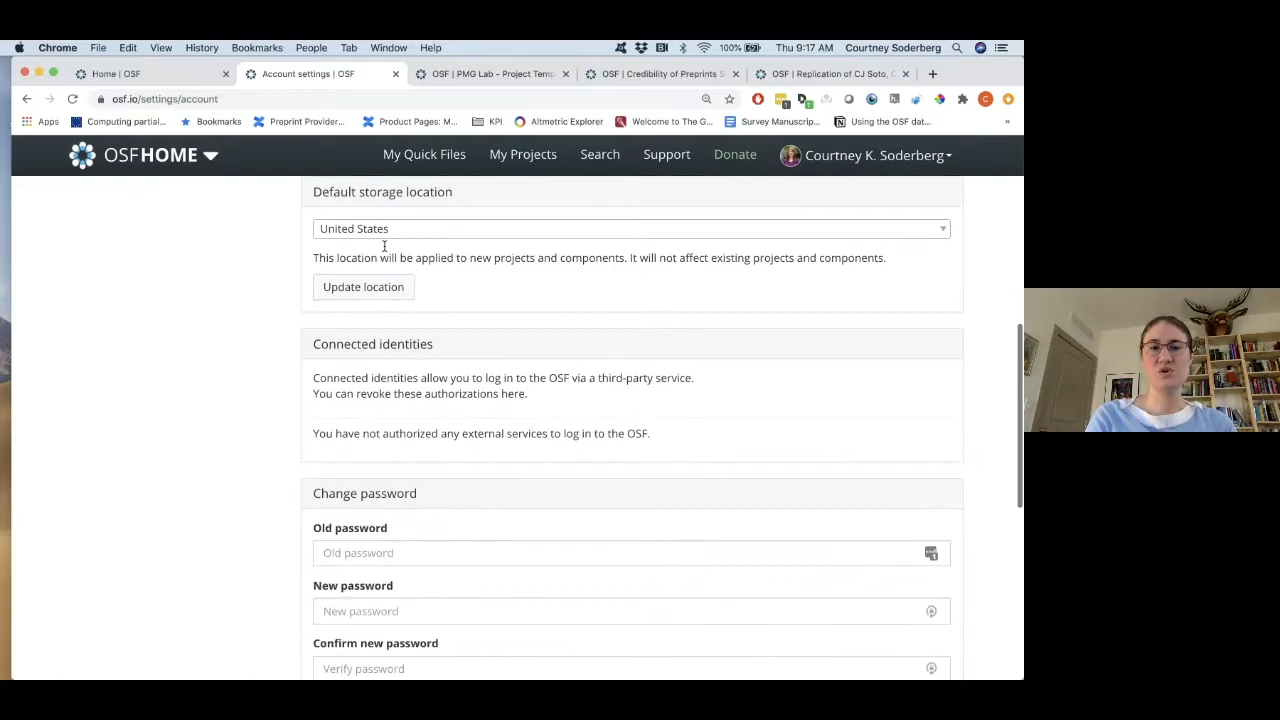 Chrome File Edit View History Bookmarks People Tab Window Help 100% Thu 9:17 AM Courtney Soderberg
Home | OSF
Account settings | OSF
OSF | PMG Lab - Project Temp
OSF | Credibility of Preprints S
OSF | Replication of CJ Soto, C
osf.io/settings/account
Apps Computing partial... Bookmarks Preprint Provider... Product Pages: M... KPI Altmetric Explorer Welcome to The G... Survey Manuscrip... Using the OSF dat...
OSFHOME My Quick Files My Projects Search Support Donate Courtney K. Soderberg
Default storage location
United States
This location will be applied to new projects and components. It will not affect existing projects and components.
Update location
Connected identities
Connected identities allow you to log in to the OSF via a third-party service.
You can revoke these authorizations here.
You have not authorized any external services to log in to the OSF.
Change password
Old password
Old password
New password
New password
Confirm new password
Verify password